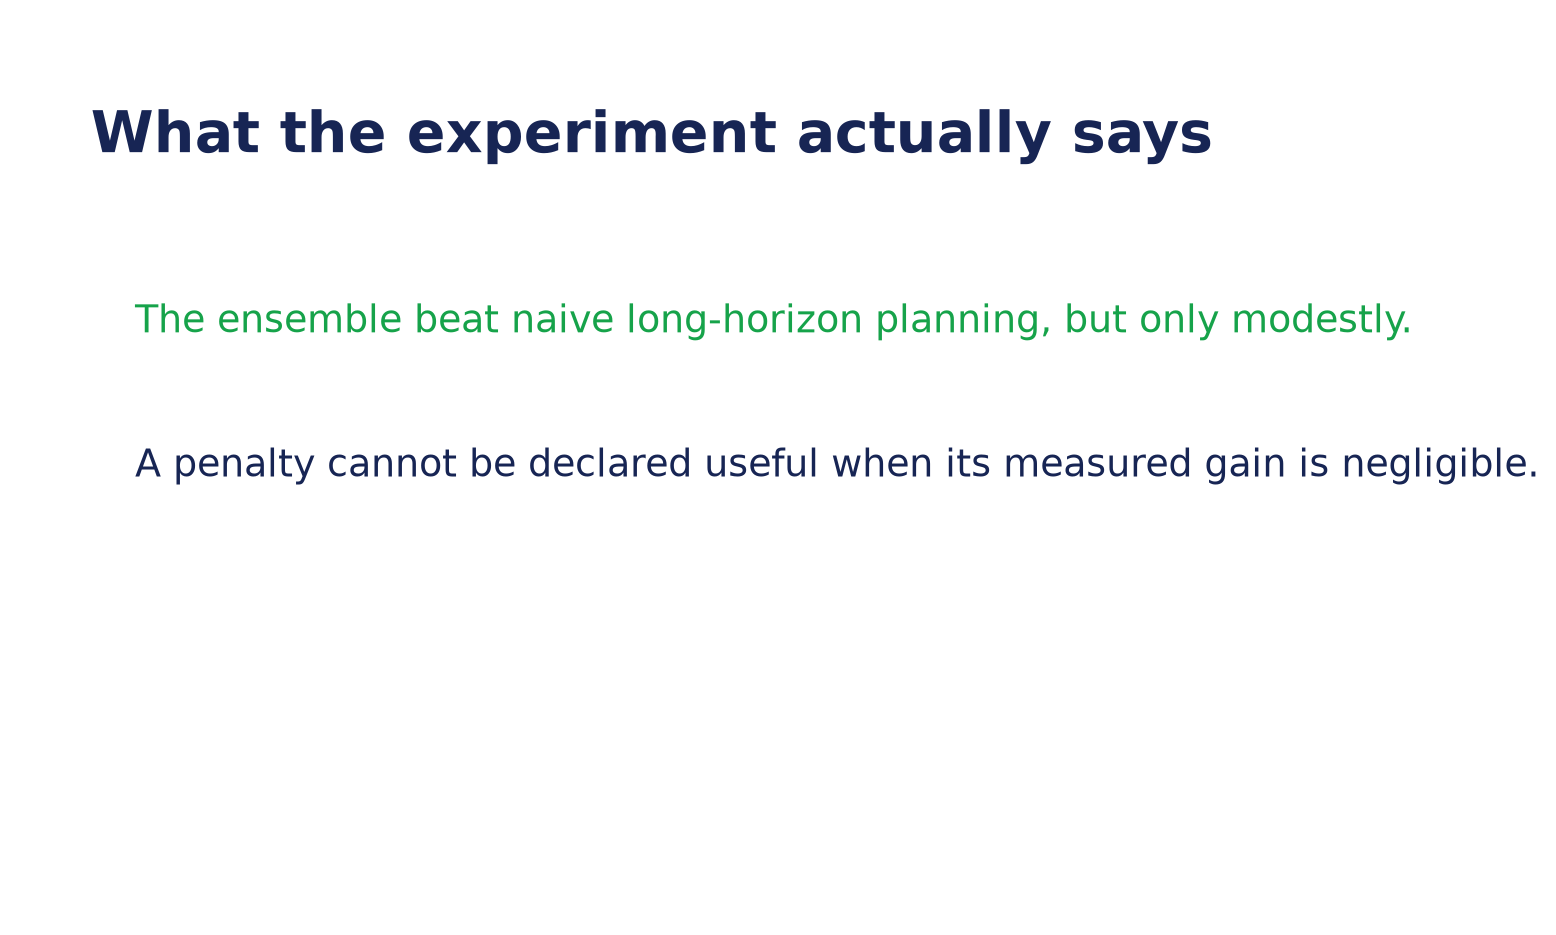 What the experiment actually says
The ensemble beat naive long-horizon planning, but only modestly.
A penalty cannot be declared useful when its measured gain is negligible.